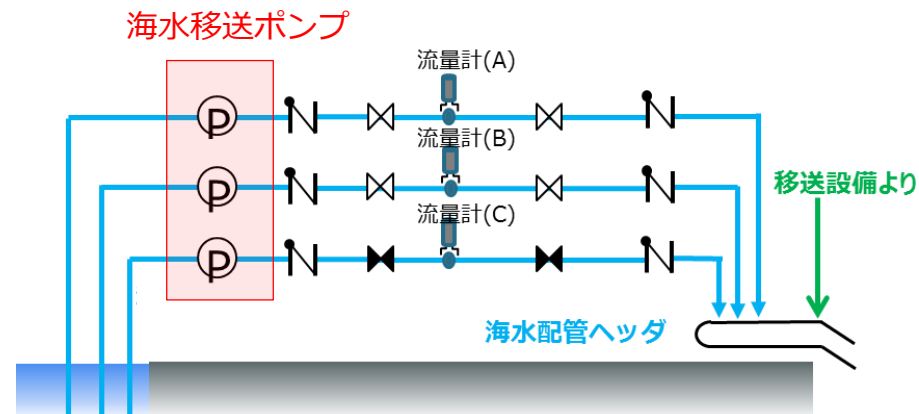 海水移送ポンプ
流量計(A)
P
流量計(B)
P
移送設備より
流量計(C)
P
海水配管ヘッダ